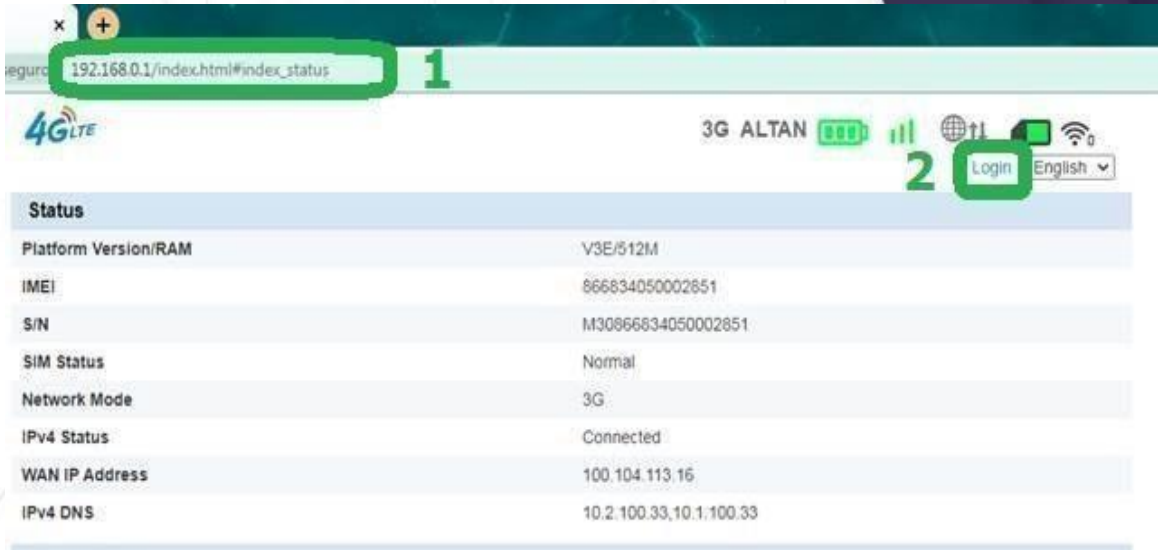 × +
eguro 192.168.0.1/index.html#index_status 1
4G LTE 3G ALTAN 0
2 Login English
Status
Platform Version/RAM V3E/512M
IMEI 866834050002851
S/N M30866834050002851
SIM Status Normal
Network Mode 3G
IPv4 Status Connected
WAN IP Address 100.104.113.16
IPv4 DNS 10.2.100.33,10.1.100.33